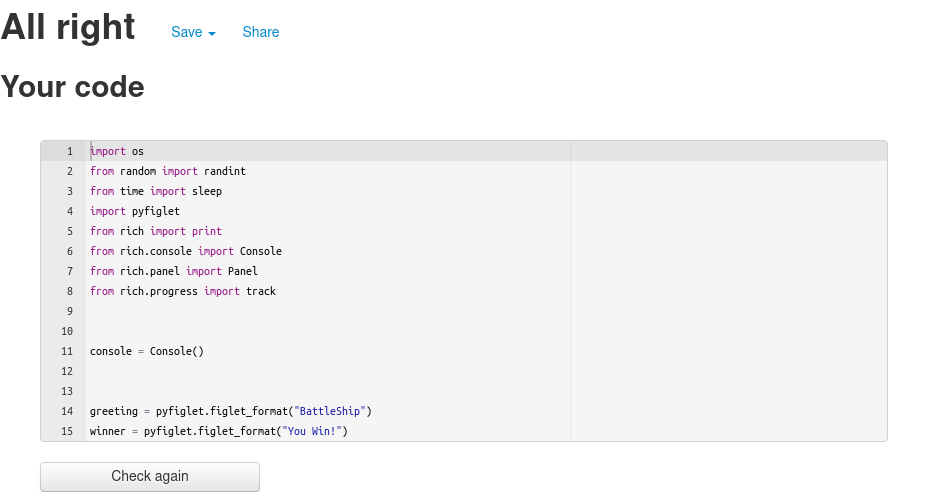 All right Save Share
Your code
1 import os
2 from random import randint
3 from time import sleep
4 import pyfiglet
5 from rich import print
6 from rich.console import Console
7 from rich.panel import Panel
8 from rich.progress import track
9
10
11 console = Console()
12
13
14 greeting = pyfiglet.figlet_format("BattleShip")
15 winner = pyfiglet.figlet_format("You Win!")
Check again